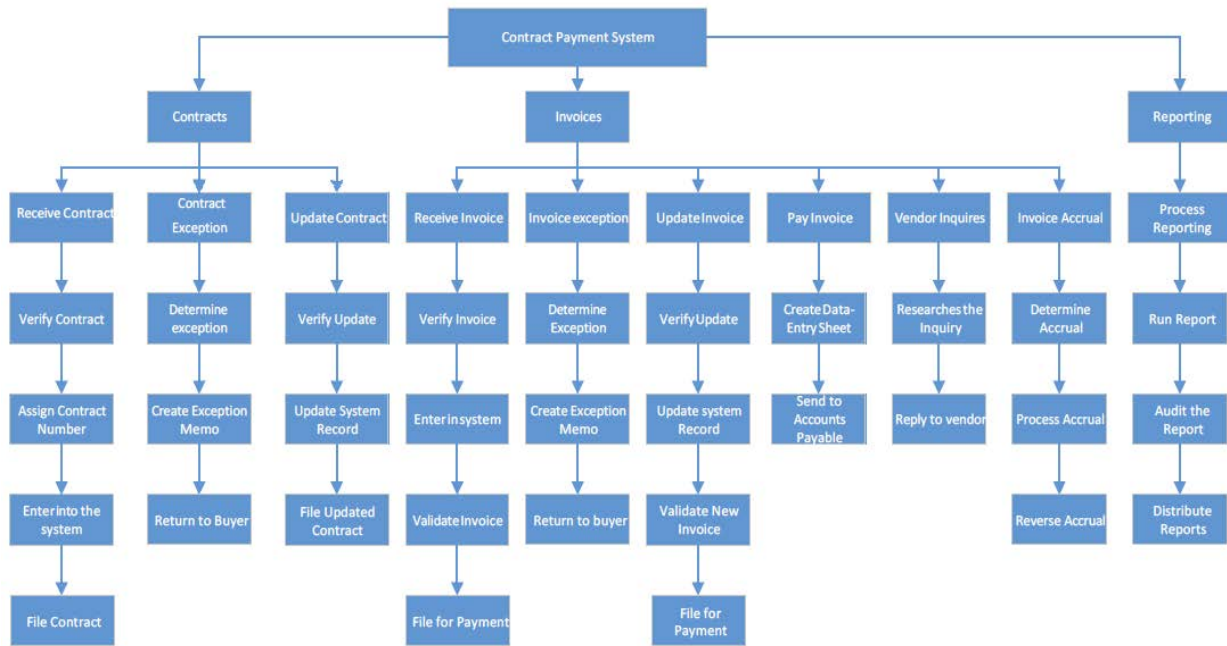 Contract Payment System
Contracts
Invoices
Reporting
Receive Contract
Contract
Exception
Update Contract
Receive Invoice
Invoice exception
Update Invoice
Pay Invoice
Vendor Inquires
Invoice Accrual
Process
Reporting
Verify Contract
Determine
exception
Verify Update
Verify Invoice
Determine
Exception
Verify Update
Create Data-
Entry Sheet
Researches the
Inquiry
Determine
Accrual
Run Report
Assign Contract
Number
Create Exception
Memo
Update System
Record
Enter in system
Create Exception
Memo
Update system
Record
Send to
Accounts
Payable
Reply to vendor
Process Accrual
Audit the
Report
Enter into the
system
Return to Buyer
File Updated
Contract
Validate Invoice
Return to buyer
Validate New
Invoice
Reverse Accrual
Distribute
Reports
File Contract
File for Payment
File for
Payment